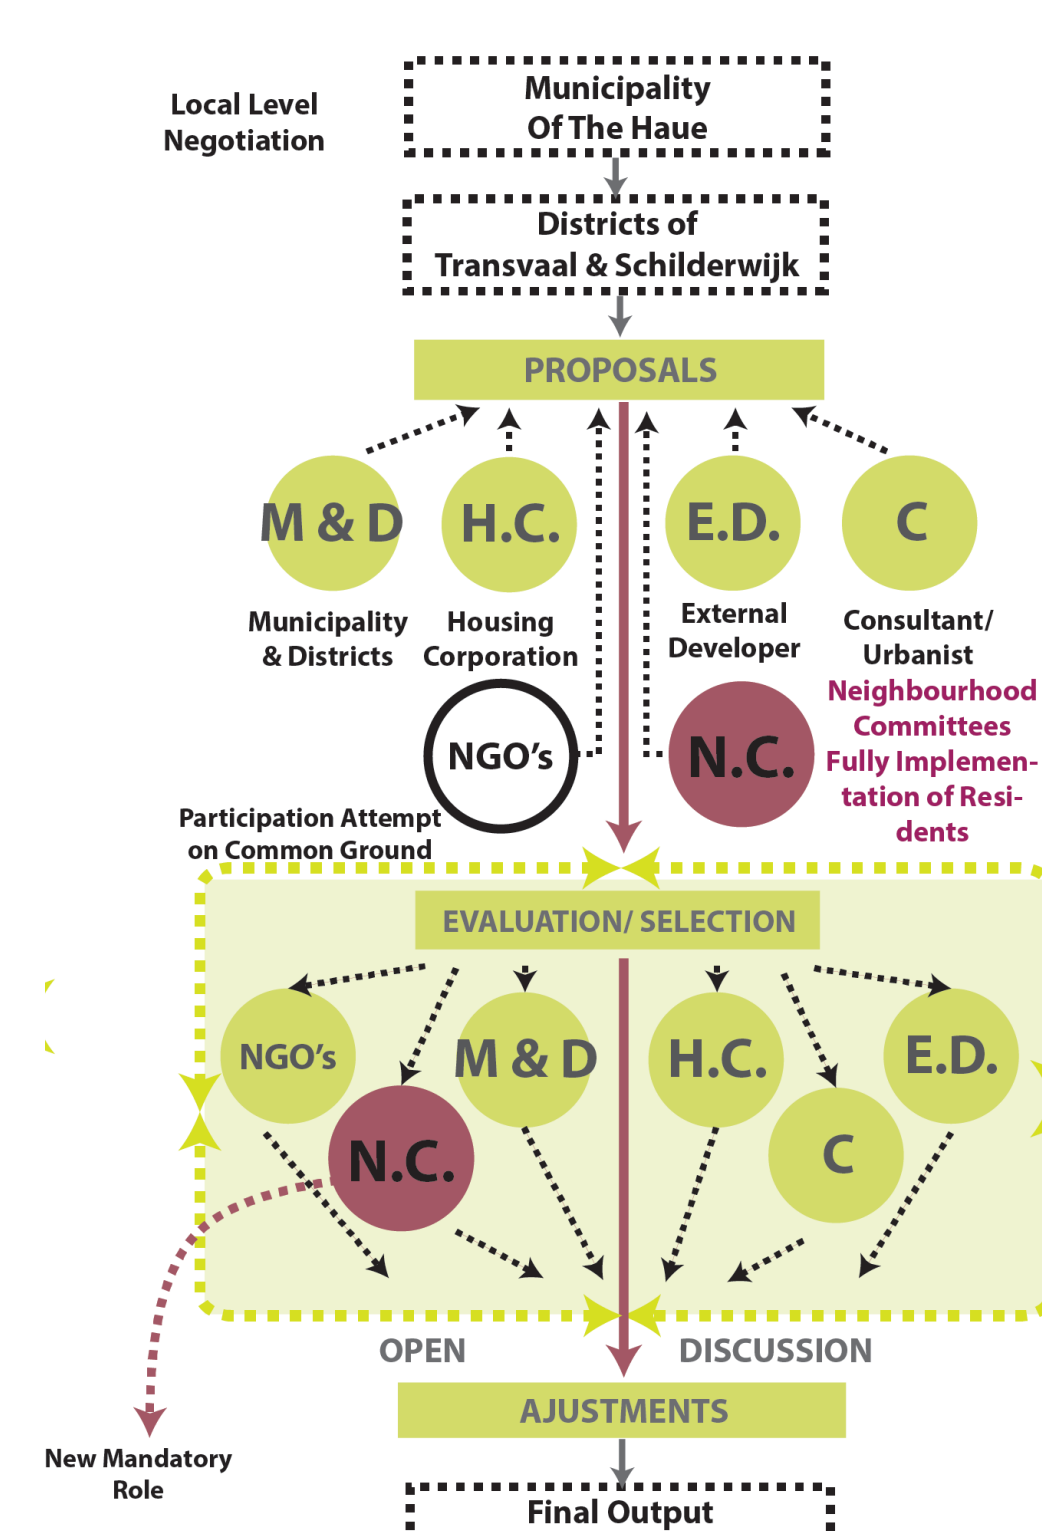 Local Level
Negotiation
Municipality
Of The Haue
Districts of
Transvaal & Schilderwijk
PROPOSALS
M & D
H.C.
E.D.
C
Municipality
& Districts
Housing
Corporation
External
Developer
Consultant/
Urbanist
NGO's
N.C.
Neighbourhood
Committees
Fully Implemen-
tation of Resi-
dents
Participation Attempt
on Common Ground
EVALUATION/ SELECTION
NGO's
M & D
H.C.
E.D.
N.C.
C
OPEN
DISCUSSION
AJUSTMENTS
New Mandatory
Role
Final Output